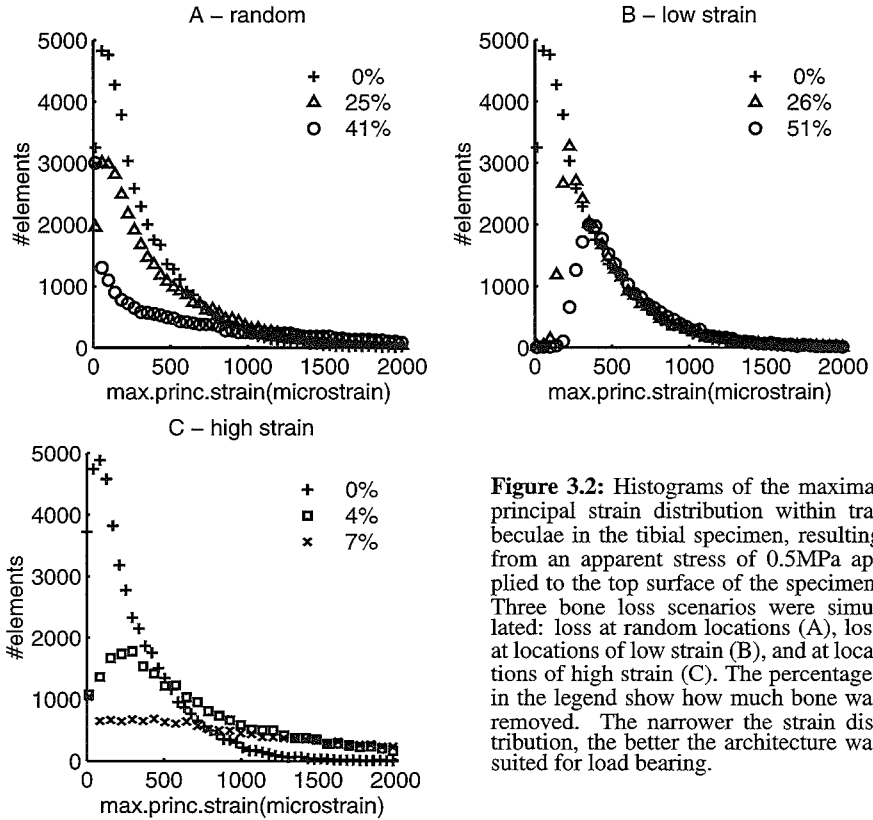 A – random
5000
4000
3000
2000
1000
0
#elements
0%
25%
41%
0 500 1000 1500 2000
max.princ.strain(microstrain)
B – low strain
5000
4000
3000
2000
1000
0
#elements
0%
26%
51%
0 500 1000 1500 2000
max.princ.strain(microstrain)
C – high strain
5000
4000
3000
2000
1000
0
#elements
0%
4%
7%
0 500 1000 1500 2000
max.princ.strain(microstrain)
Figure 3.2: Histograms of the maxima
principal strain distribution within tra
beculae in the tibial specimen, resulting
from an apparent stress of 0.5MPa ap
plied to the top surface of the specimen
Three bone loss scenarios were simu
lated: loss at random locations (A), los
at locations of low strain (B), and at loca
tions of high strain (C). The percentage
in the legend show how much bone wa
removed. The narrower the strain dis
tribution, the better the architecture wa
suited for load bearing.